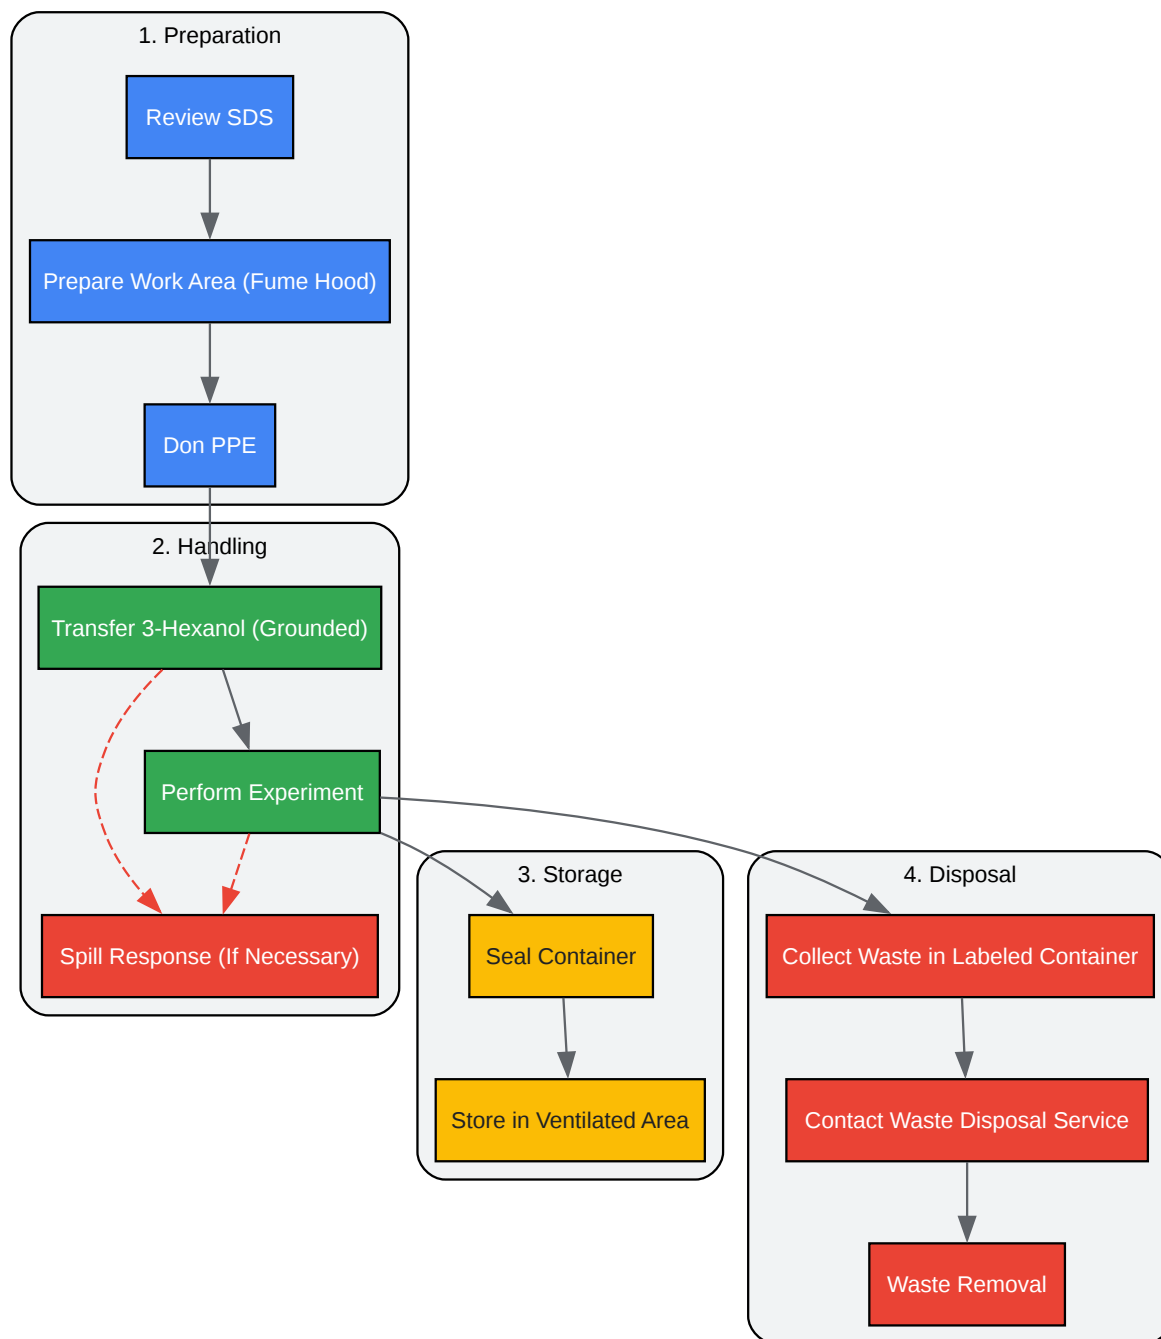 1. Preparation
Review SDS
Prepare Work Area (Fume Hood)
Don PPE
2. Handling
Transfer 3-Hexanol (Grounded)
Perform Experiment
Spill Response (If Necessary)
3. Storage
Seal Container
Store in Ventilated Area
4. Disposal
Collect Waste in Labeled Container
Contact Waste Disposal Service
Waste Removal